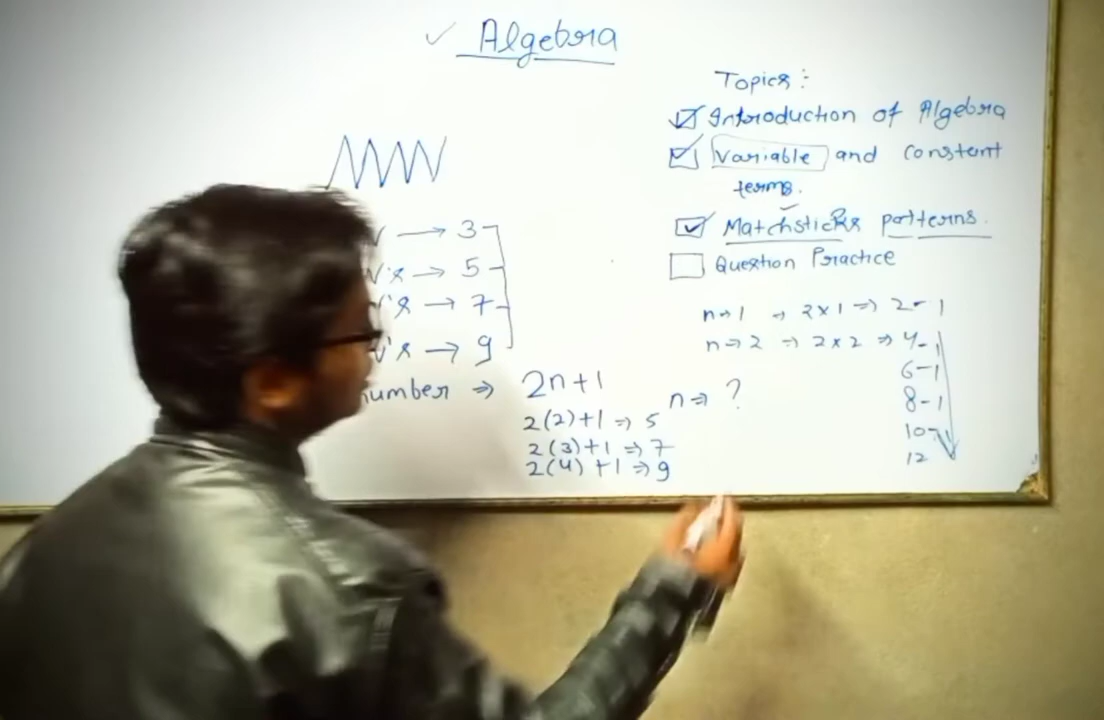 ✓ Algebra
Topics:
☑ Introduction of Algebra
☑ Variable and constant
terms.
☑ Matchsticks patterns.
☐ Question Practice
→ 3
's → 5
's → 7
's → 9
number ⇒ 2n+1
2(2)+1 ⇒ 5
2(3)+1 ⇒ 7
2(4)+1 ⇒ 9
n ⇒ ?
n→1 → 2×1 ⇒ 2-1
n⇒2 ⇒ 2×2 ⇒ 4-1
6-1
8-1
10-
12